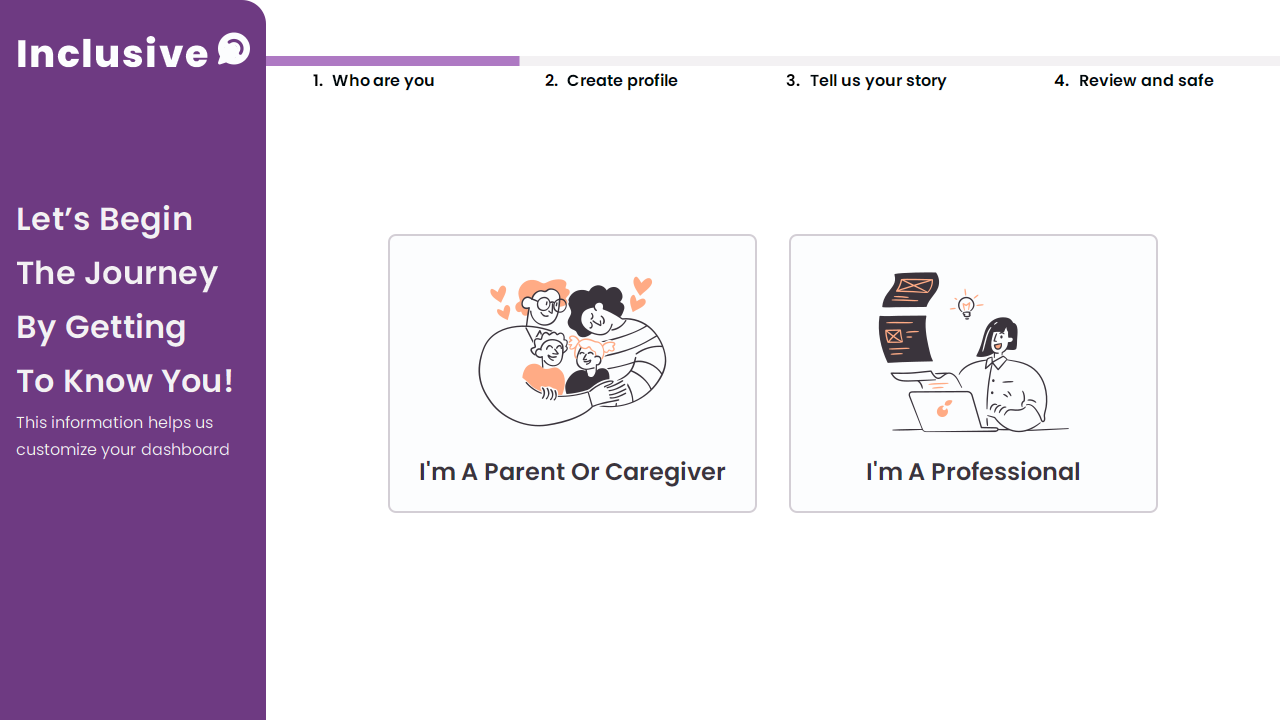 Inclusive
1. Who are you
2. Create profile
3. Tell us your story
4. Review and safe
Let’s Begin
The Journey
By Getting
To Know You!
This information helps us
customize your dashboard
I'm A Parent Or Caregiver
I'm A Professional